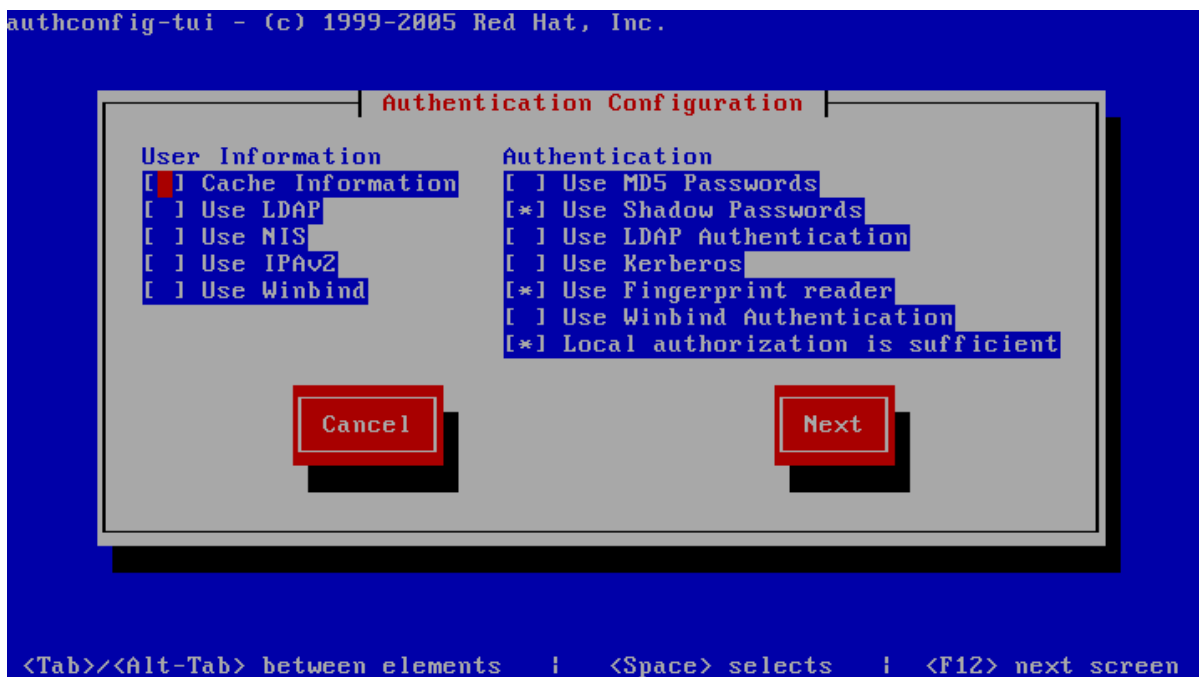 authconfig-tui - (c) 1999-2005 Red Hat, Inc.
Authentication Configuration
User Information
[ ] Cache Information
[ ] Use LDAP
[ ] Use NIS
[ ] Use IPAv2
[ ] Use Winbind
Authentication
[ ] Use MD5 Passwords
[*] Use Shadow Passwords
[ ] Use LDAP Authentication
[ ] Use Kerberos
[*] Use Fingerprint reader
[ ] Use Winbind Authentication
[*] Local authorization is sufficient
Cancel
Next
<Tab>/<Alt-Tab> between elements | <Space> selects | <F12> next screen